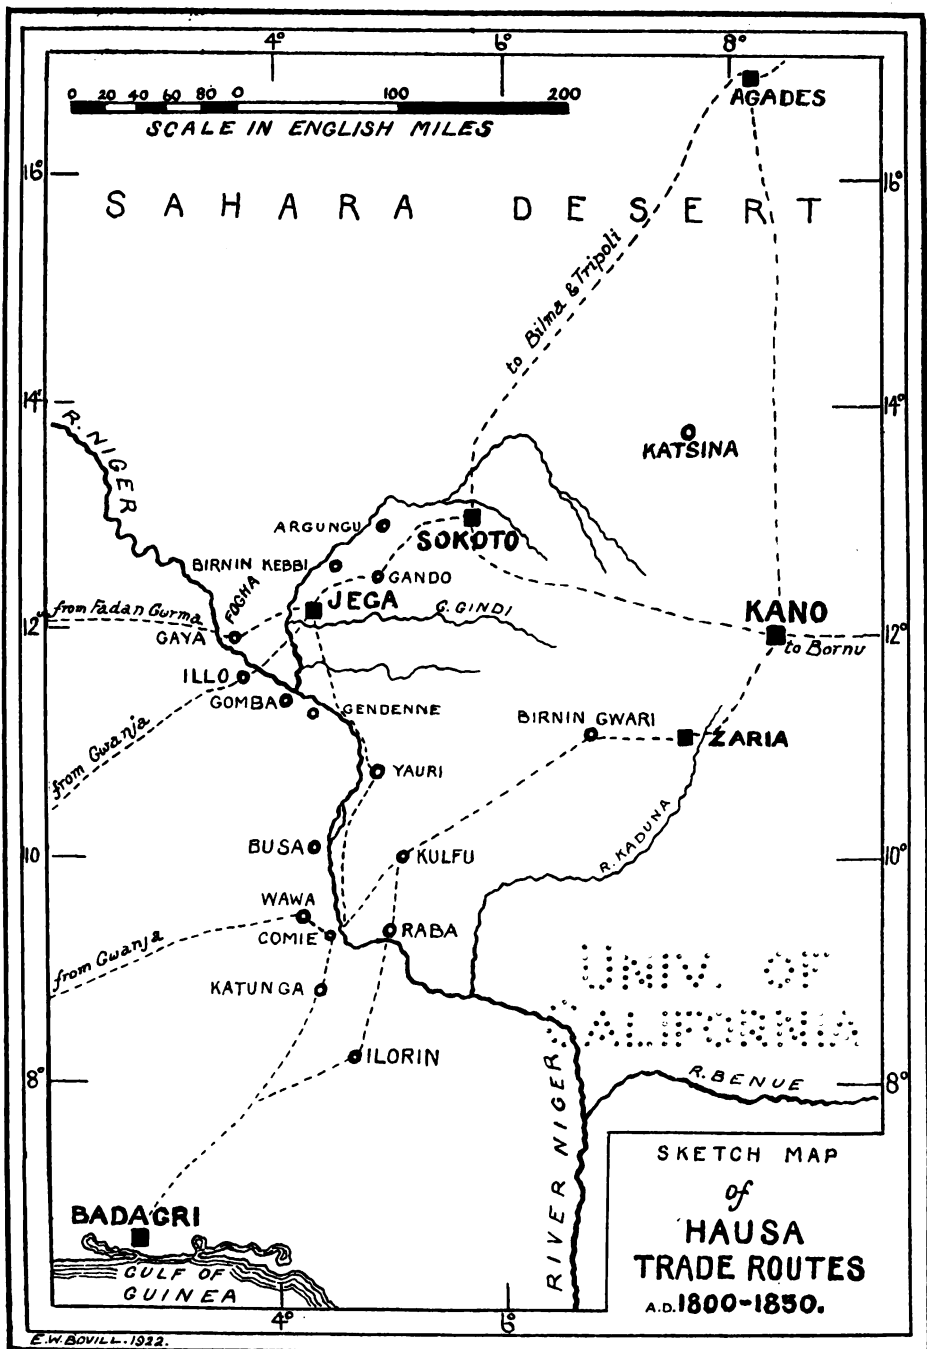 4° 6° 8°
0 20 40 60 80 0 100 200
SCALE IN ENGLISH MILES
AGADES
16° 16°
SAHARA DESERT
to Bilma & Tripoli
14° 14°
R. NIGER
KATSINA
ARGUNGU
SOKOTO
BIRNIN KEBBI
GANDO
FOGHA
JEGA
G. GINDI
KANO
from Fadan Gurma
12° 12°
GAYA
to Bornu
ILLO
GOMBA
GENDENNE
BIRNIN GWARI
ZARIA
from Gwanja
YAURI
R. KADUNA
BUSA
10 10°
KULFU
WAWA
COMIE
RABA
from Gwanja
KATUNGA
UNIV. OF
CALIFORNIA
ILORIN
8° 8°
R. BENUE
RIVER NIGER
BADAGRI
GULF OF
GUINEA
SKETCH MAP
of
HAUSA
TRADE ROUTES
A.D. 1800-1850.
4° 6°
E.W. BOVILL. 1922.